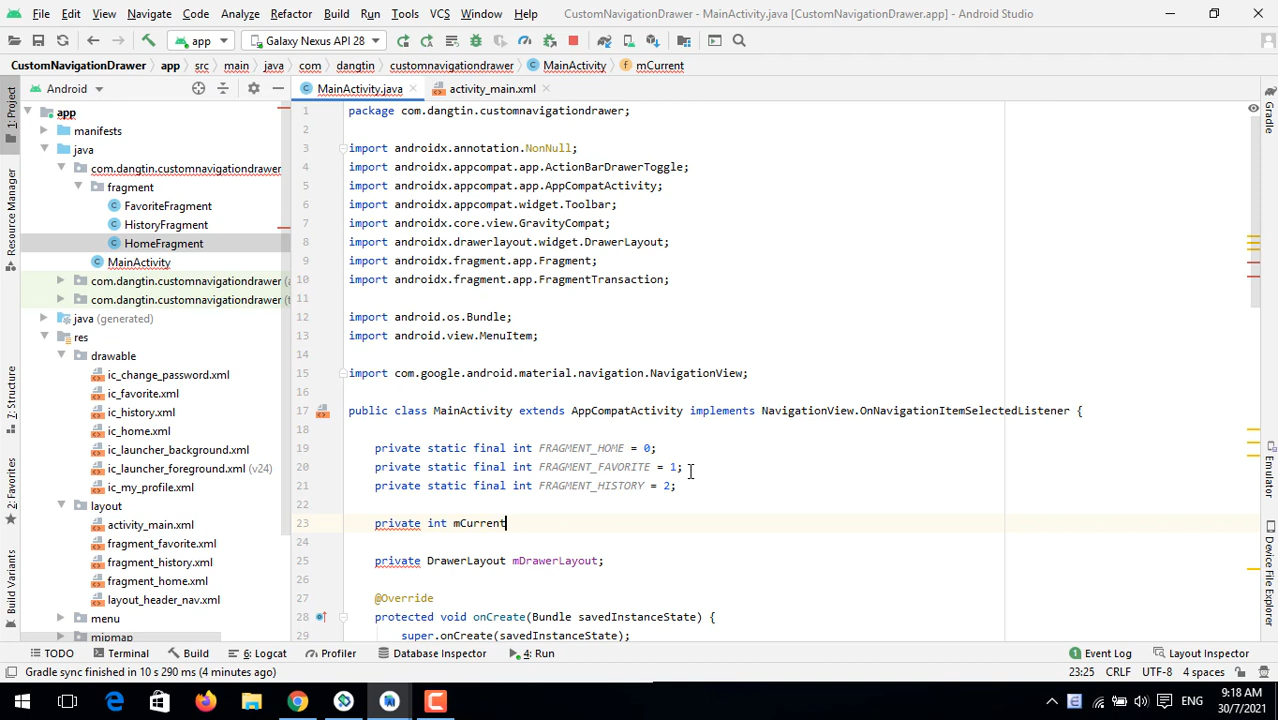 File Edit View Navigate Code Analyze Refactor Build Run Tools VCS Window Help CustomNavigationDrawer - MainActivity.java [CustomNavigationDrawer.app] - Android Studio
app Galaxy Nexus API 28
CustomNavigationDrawer app src main java com dangtin customnavigationdrawer MainActivity mCurrent
Android MainActivity.java activity_main.xml
1: Project
Resource Manager
7: Structure
2: Favorites
Build Variants
app
manifests
java
com.dangtin.customnavigationdrawer
fragment
FavoriteFragment
HistoryFragment
HomeFragment
MainActivity
com.dangtin.customnavigationdrawer (a
com.dangtin.customnavigationdrawer (t
java (generated)
res
drawable
ic_change_password.xml
ic_favorite.xml
ic_history.xml
ic_home.xml
ic_launcher_background.xml
ic_launcher_foreground.xml (v24)
ic_my_profile.xml
layout
activity_main.xml
fragment_favorite.xml
fragment_history.xml
fragment_home.xml
layout_header_nav.xml
menu
mipmap
1 package com.dangtin.customnavigationdrawer;
2
3 import androidx.annotation.NonNull;
4 import androidx.appcompat.app.ActionBarDrawerToggle;
5 import androidx.appcompat.app.AppCompatActivity;
6 import androidx.appcompat.widget.Toolbar;
7 import androidx.core.view.GravityCompat;
8 import androidx.drawerlayout.widget.DrawerLayout;
9 import androidx.fragment.app.Fragment;
10 import androidx.fragment.app.FragmentTransaction;
11
12 import android.os.Bundle;
13 import android.view.MenuItem;
14
15 import com.google.android.material.navigation.NavigationView;
16
17 public class MainActivity extends AppCompatActivity implements NavigationView.OnNavigationItemSelectedListener {
18
19 private static final int FRAGMENT_HOME = 0;
20 private static final int FRAGMENT_FAVORITE = 1;
21 private static final int FRAGMENT_HISTORY = 2;
22
23 private int mCurrent
24
25 private DrawerLayout mDrawerLayout;
26
27 @Override
28 protected void onCreate(Bundle savedInstanceState) {
29 super.onCreate(savedInstanceState);
Gradle
Layout Validation
Emulator
Device File Explorer
TODO Terminal Build 6: Logcat Profiler Database Inspector 4: Run Event Log Layout Inspector
Gradle sync finished in 10 s 290 ms (4 minutes ago) 23:25 CRLF UTF-8 4 spaces
ENG
9:18 AM
30/7/2021